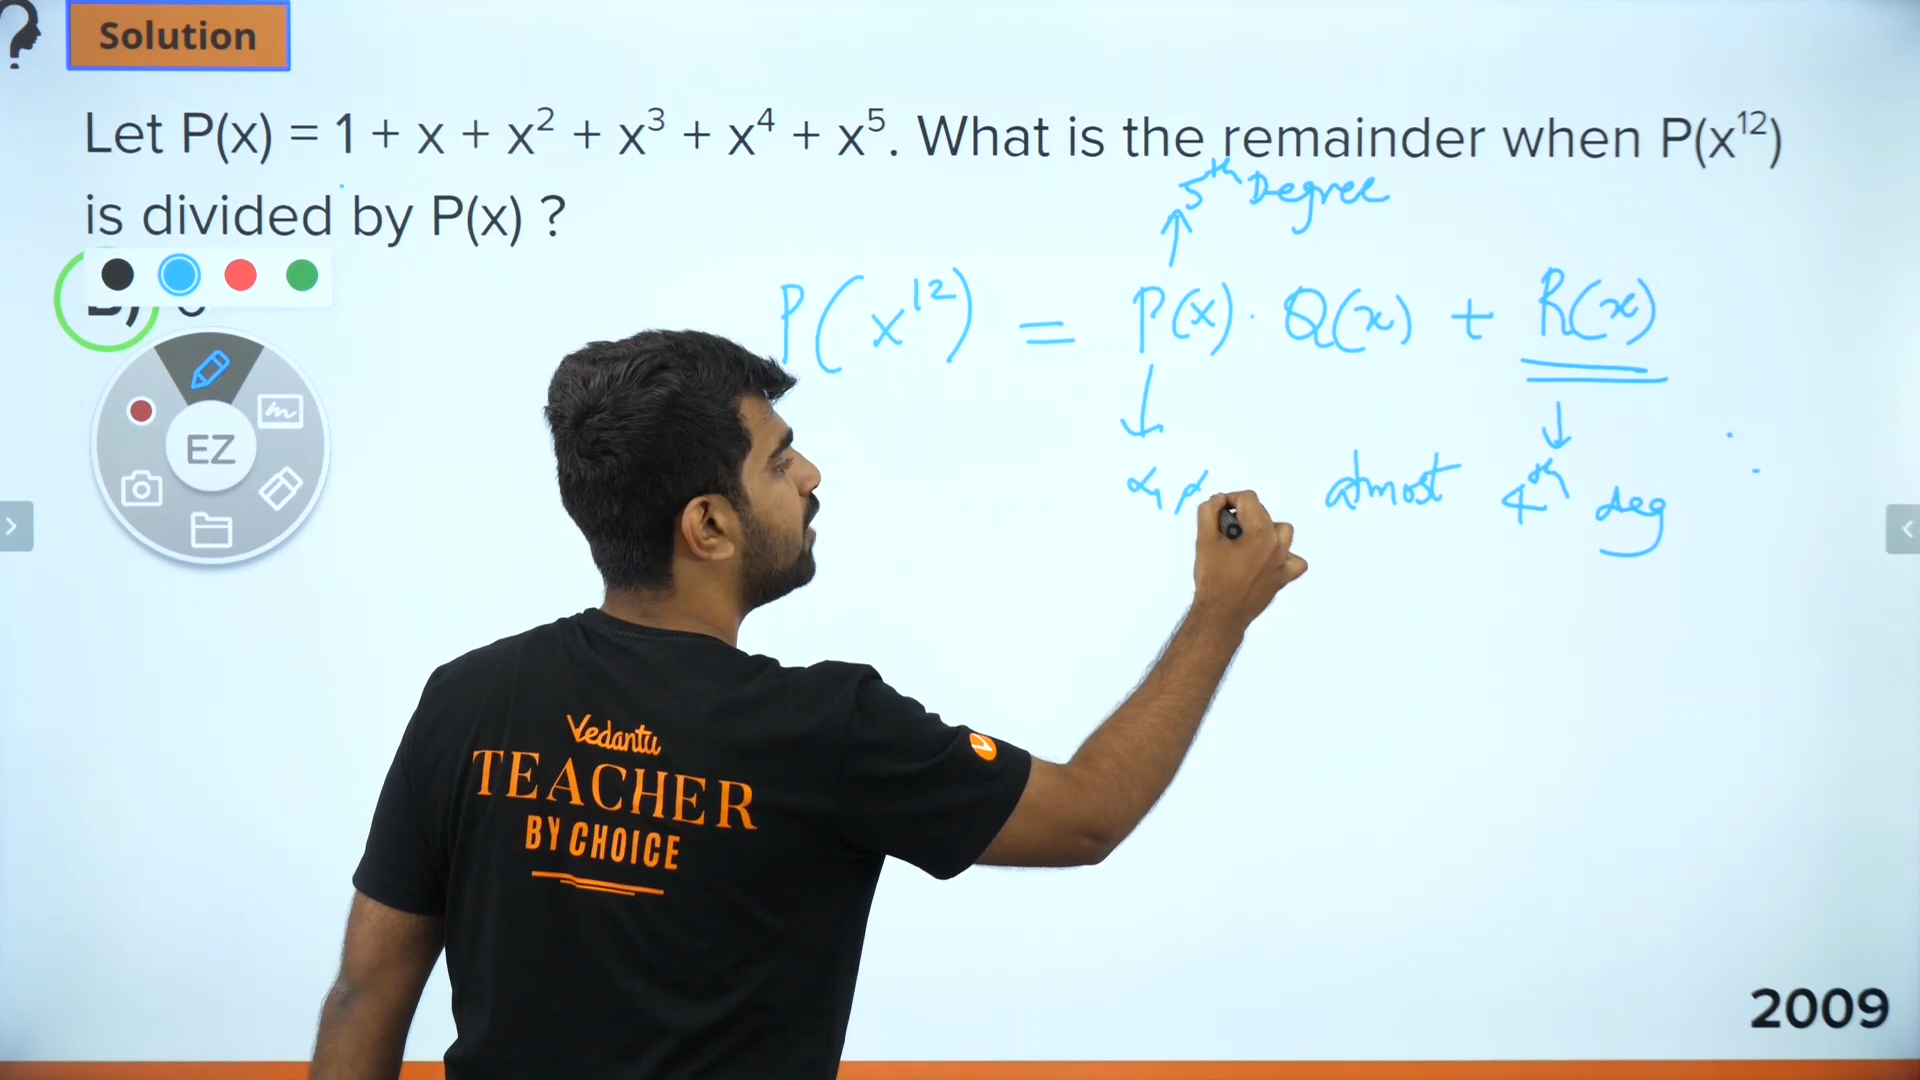 Solution
Let P(x) = 1 + x + x² + x³ + x⁴ + x⁵. What is the remainder when P(x¹²)
is divided by P(x) ?
5th Degree
P(x¹²) = P(x) · Q(x) + R(x)
EZ
α, atmost 4th deg
Vedantu
TEACHER
BY CHOICE
2009